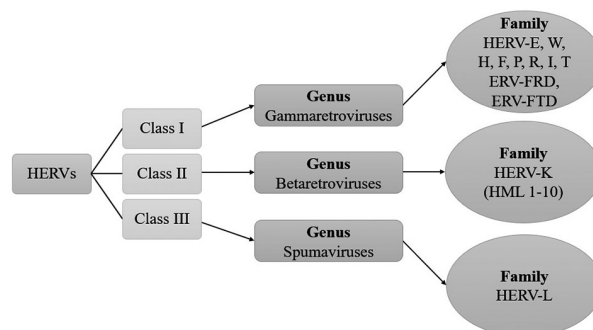 HERVs
Class I
Class II
Class III
Genus
Gammaretroviruses
Genus
Betaretroviruses
Genus
Spumaviruses
Family
HERV-E, W,
H, F, P, R, I, T
ERV-FRD,
ERV-FTD
Family
HERV-K
(HML 1-10)
Family
HERV-L